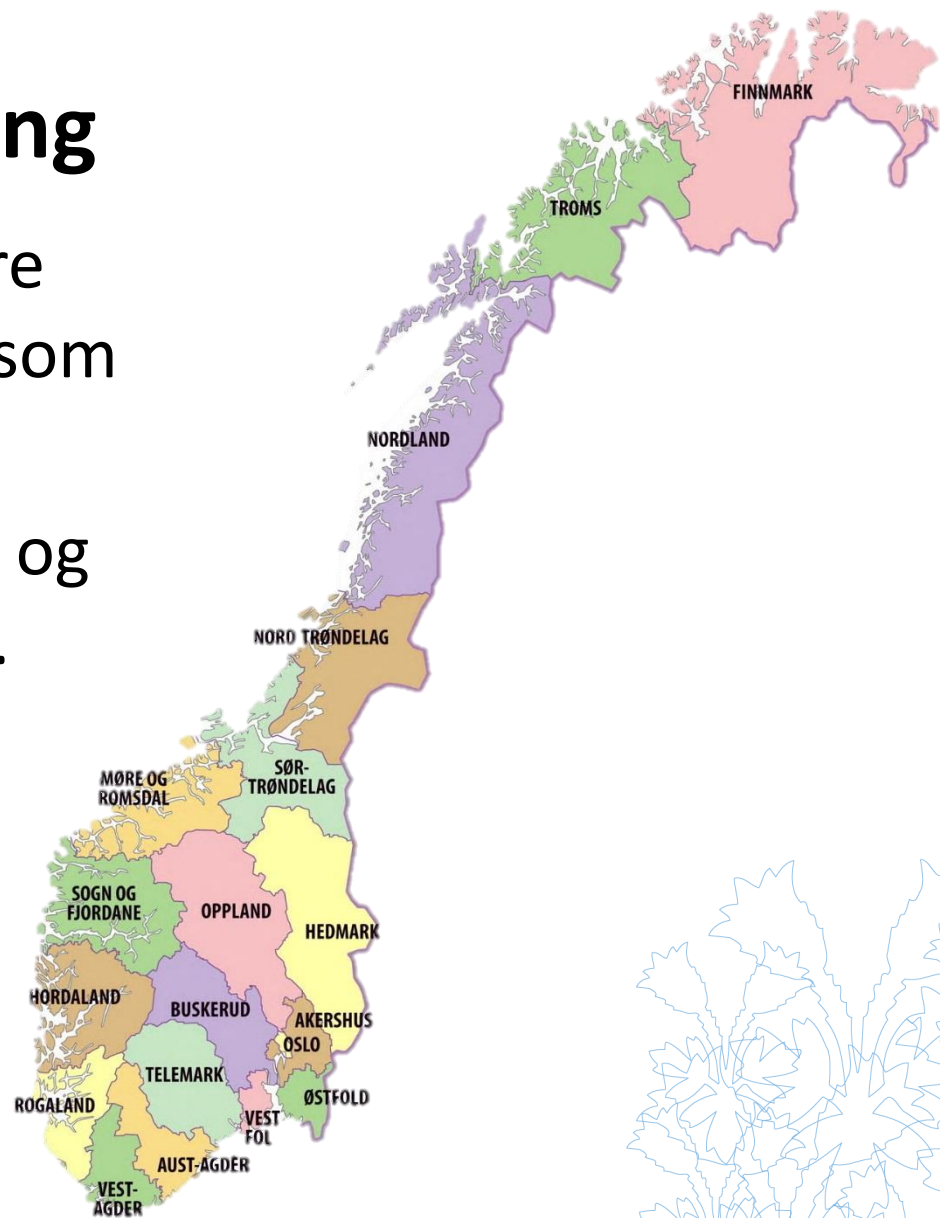 ng
re
som
og
.
FINNMARK
TROMS
NORDLAND
NORD TRØNDELAG
SØR-
TRØNDELAG
MØRE OG
ROMSDAL
SOGN OG
FJORDANE
OPPLAND
HEDMARK
HORDALAND
BUSKERUD
AKERSHUS
OSLO
TELEMARK
ROGALAND
ØSTFOLD
VEST
FOL
AUST-AGDER
VEST-
AGDER